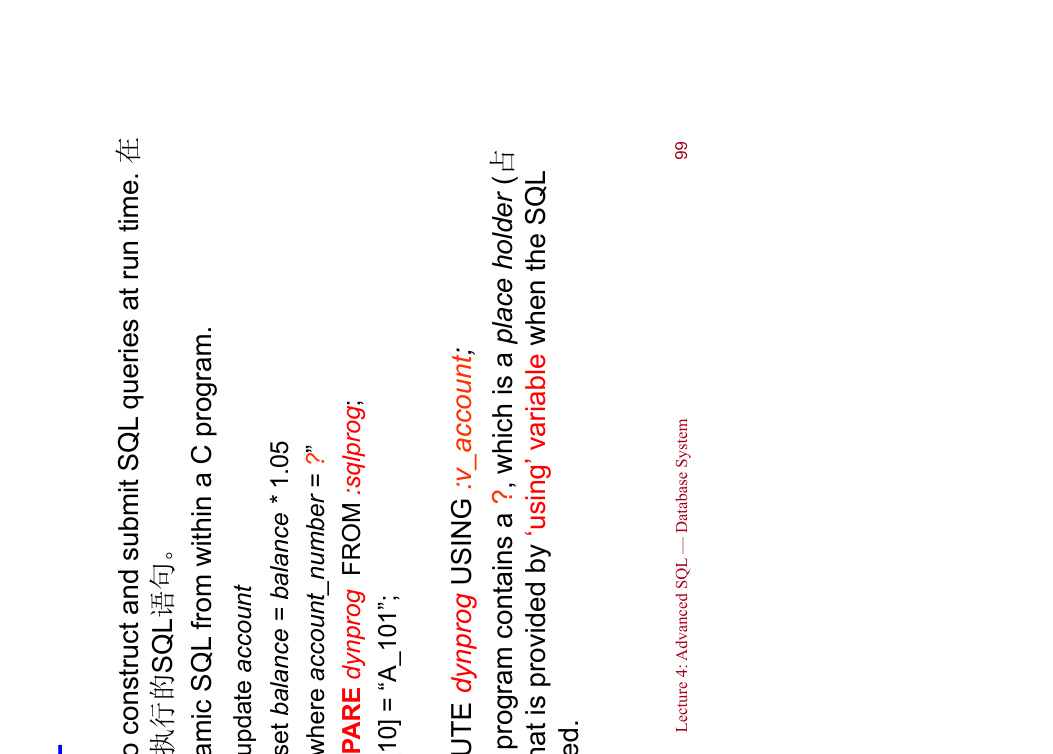 o construct and submit SQL queries at run time. 在
执行的SQL语句。
amic SQL from within a C program.
update account
set balance = balance * 1.05
where account_number = ?”
PARE dynprog FROM :sqlprog;
10] = “A_101”;
UTE dynprog USING :v_account;
program contains a ?, which is a place holder (占
hat is provided by ‘using’ variable when the SQL
ed.
Lecture 4: Advanced SQL — Database System 99